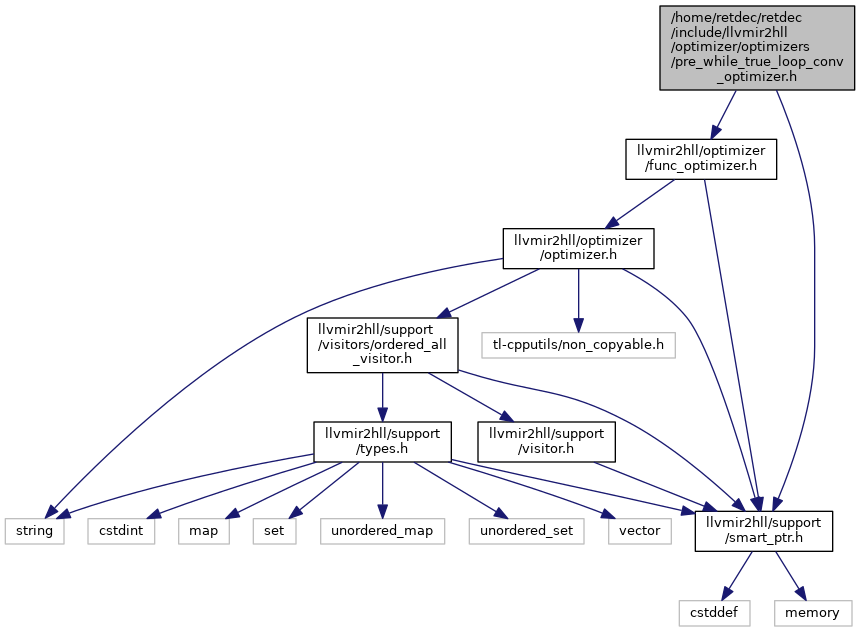 /home/retdec/retdec
/include/llvmir2hll
/optimizer/optimizers
/pre_while_true_loop_conv
_optimizer.h
llvmir2hll/optimizer
/func_optimizer.h
llvmir2hll/optimizer
/optimizer.h
llvmir2hll/support
/visitors/ordered_all
_visitor.h
tl-cpputils/non_copyable.h
llvmir2hll/support
/types.h
llvmir2hll/support
/visitor.h
string
cstdint
map
set
unordered_map
unordered_set
vector
llvmir2hll/support
/smart_ptr.h
cstddef
memory